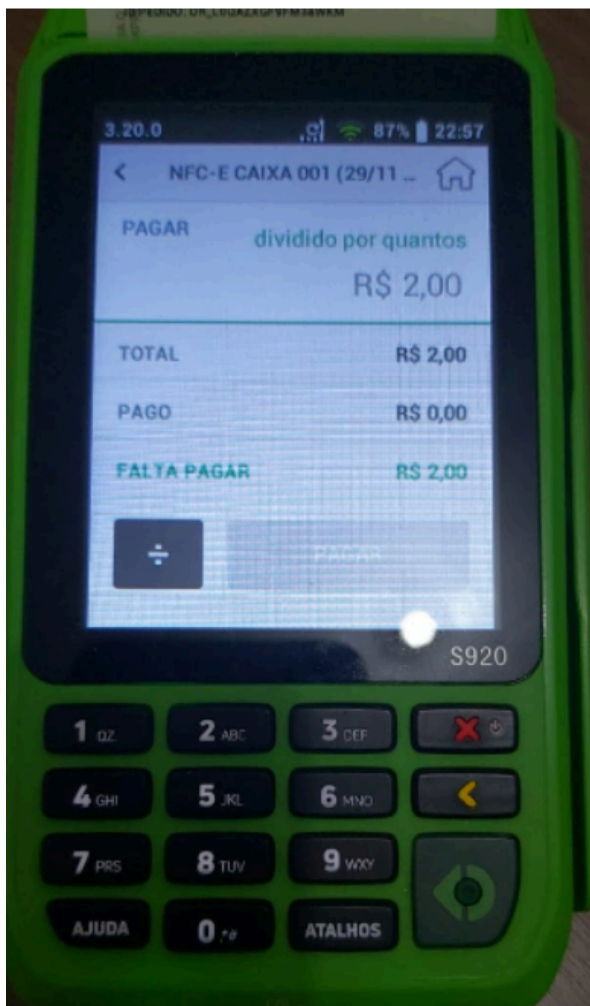 3.20.0 87% 22:57
< NFC-E CAIXA 001 (29/11 ...
PAGAR
dividido por quantos
R$ 2,00
TOTAL R$ 2,00
PAGO R$ 0,00
FALTA PAGAR R$ 2,00
÷ PAGAR
S920
1 QZ 2 ABC 3 DEF
4 GHI 5 JKL 6 MNO
7 PRS 8 TUV 9 WXY
AJUDA 0 ATALHOS